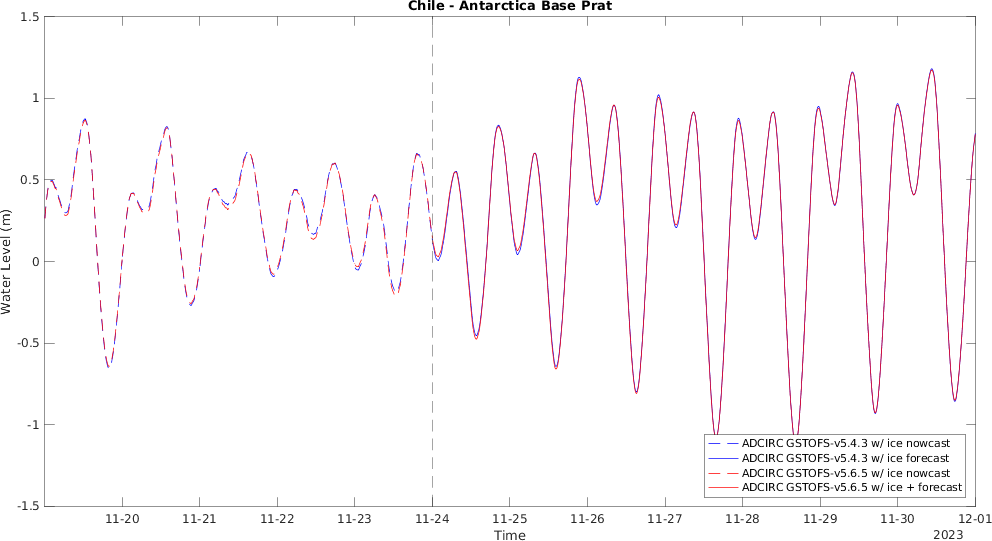 Chile - Antarctica Base Prat
1.5
1
0.5
0
-0.5
-1
-1.5
Water Level (m)
ADCIRC GSTOFS-v5.4.3 w/ ice nowcast
ADCIRC GSTOFS-v5.4.3 w/ ice forecast
ADCIRC GSTOFS-v5.6.5 w/ ice nowcast
ADCIRC GSTOFS-v5.6.5 w/ ice + forecast
11-20 11-21 11-22 11-23 11-24 11-25 11-26 11-27 11-28 11-29 11-30 12-01
Time
2023